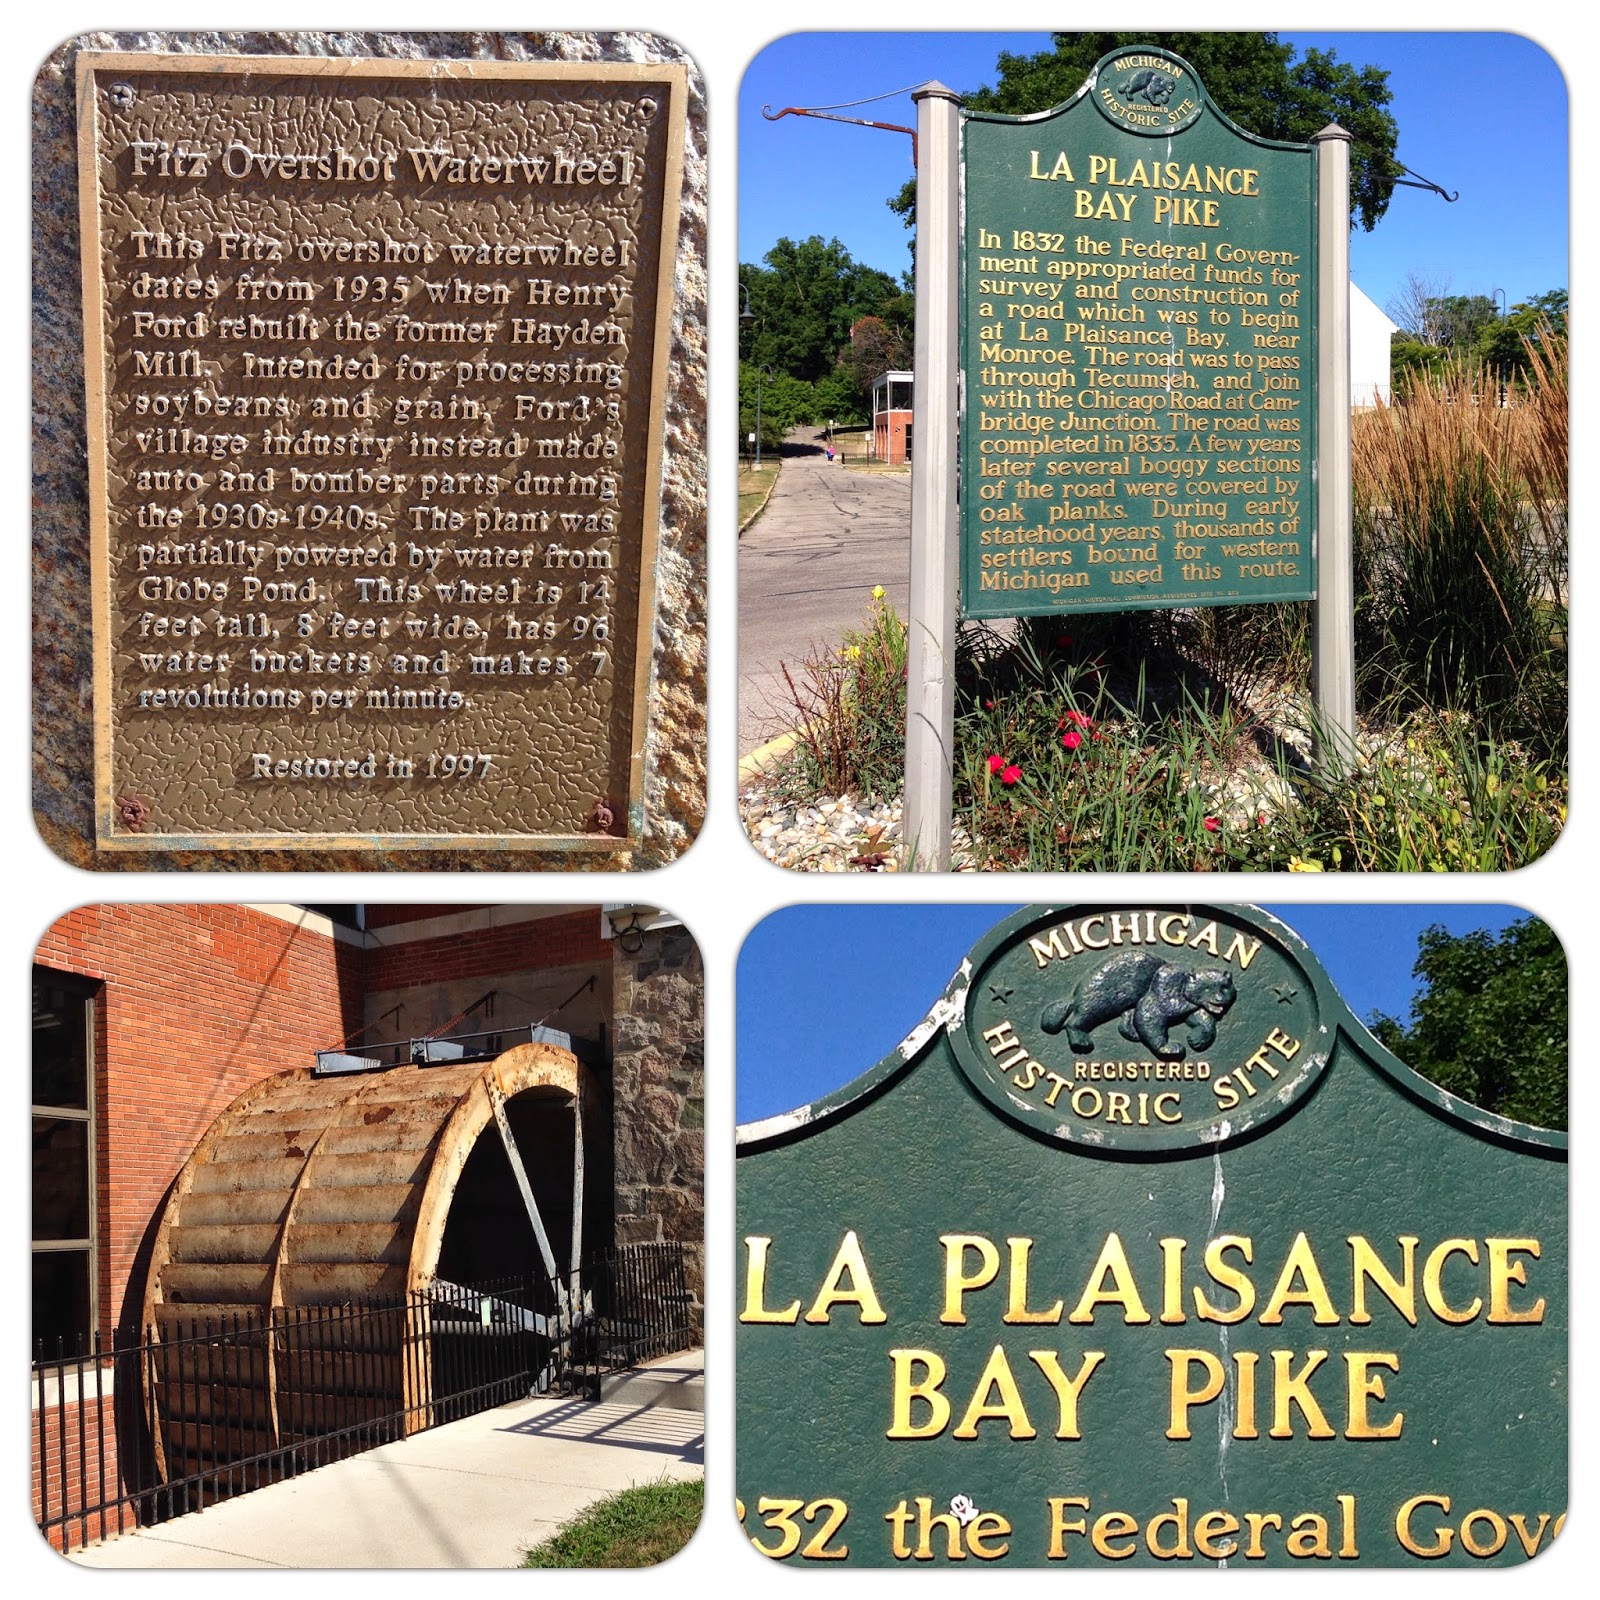 Fitz Overshot Waterwheel
This Fitz overshot waterwheel
dates from 1935 when Henry
Ford rebuilt the former Hayden
Mill. Intended for processing
soybeans and grain, Ford's
village industry instead made
auto and bomber parts during
the 1930s-1940s. The plant was
partially powered by water from
Globe Pond. This wheel is 14
feet tall, 8 feet wide, has 96
water buckets and makes 7
revolutions per minute.
Restored in 1997
MICHIGAN
REGISTERED
HISTORIC SITE
LA PLAISANCE
BAY PIKE
In 1832 the Federal Govern-
ment appropriated funds for
survey and construction of
a road which was to begin
at La Plaisance Bay, near
Monroe. The road was to pass
through Tecumseh, and join
with the Chicago Road at Cam-
bridge Junction. The road was
completed in 1835. A few years
later several boggy sections
of the road were covered by
oak planks. During early
statehood years, thousands of
settlers bound for western
Michigan used this route.
MICHIGAN HISTORICAL COMMISSION REGISTERED SITE NO.
MICHIGAN
REGISTERED
HISTORIC SITE
LA PLAISANCE
BAY PIKE
832 the Federal Gove